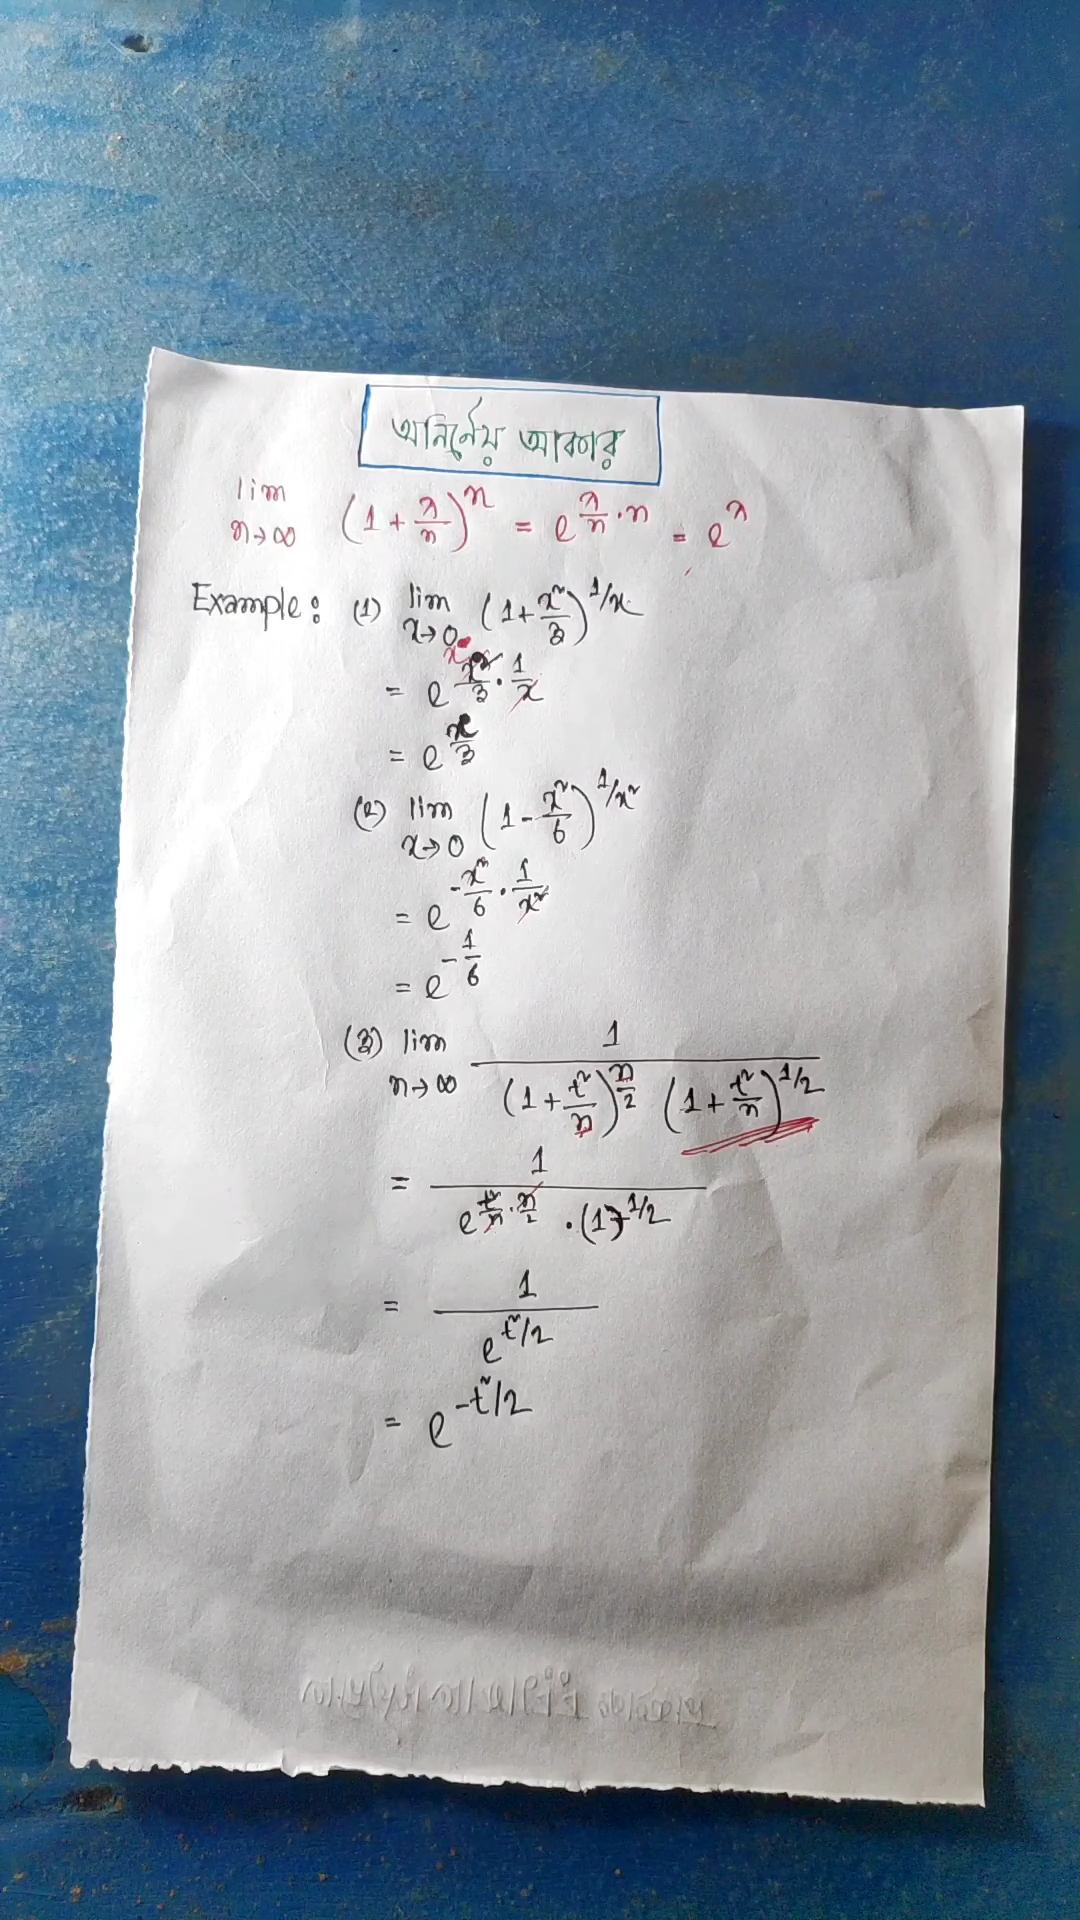 অনির্ণেয় আকার
lim n→∞ (1 + λ/n)^n = e^(λ/n · n) = e^λ
Example: (1) lim x→0 (1 + x²/3)^(1/x)
= e^(x²/3 · 1/x)
= e^(x/3)
(2) lim x→0 (1 - x²/6)^(1/x²)
= e^(-x²/6 · 1/x²)
= e^(-1/6)
(3) lim n→∞ 1 / ((1 + t²/n)^(n/2) (1 + t²/n)^(1/2))
= 1 / (e^(t²/n · n/2) · (1)^(1/2))
= 1 / e^(t²/2)
= e^(-t²/2)